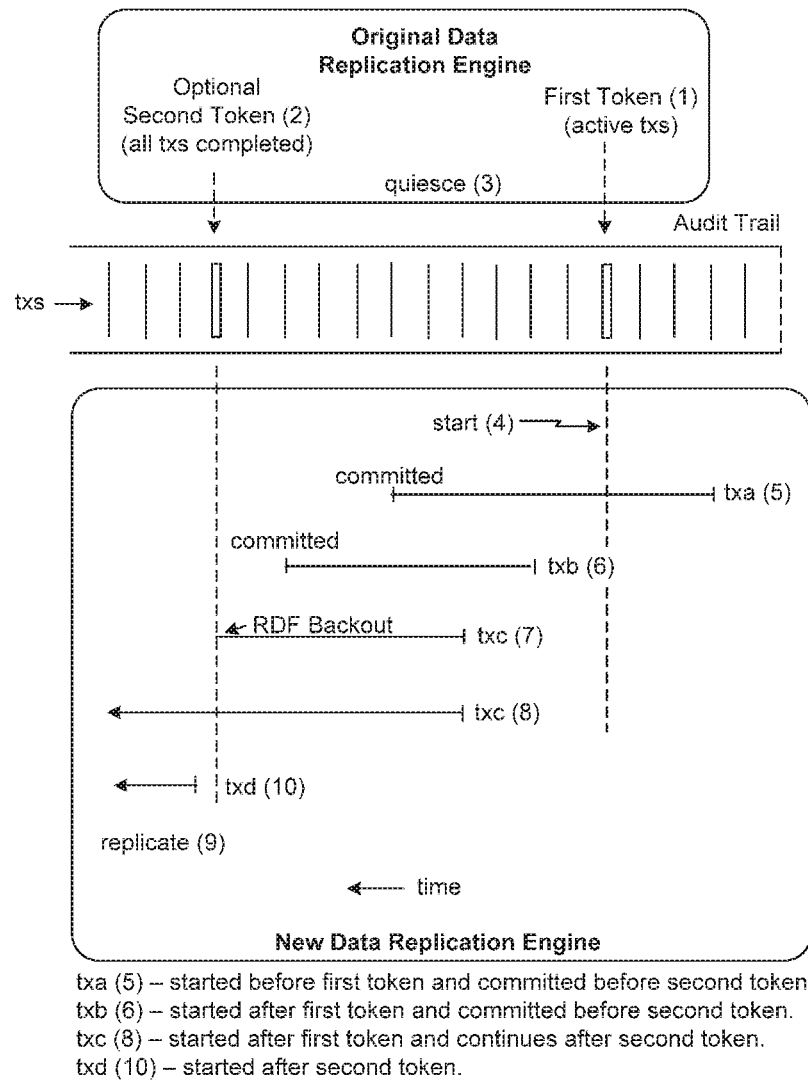 Original Data
Replication Engine
Optional
Second Token (2)
(all txs completed)
First Token (1)
(active txs)
quiesce (3)
Audit Trail
txs
start (4)
committed
txa (5)
committed
txb (6)
RDF Backout
txc (7)
txc (8)
txd (10)
replicate (9)
time
New Data Replication Engine
txa (5) – started before first token and committed before second token
txb (6) – started after first token and committed before second token.
txc (8) – started after first token and continues after second token.
txd (10) – started after second token.